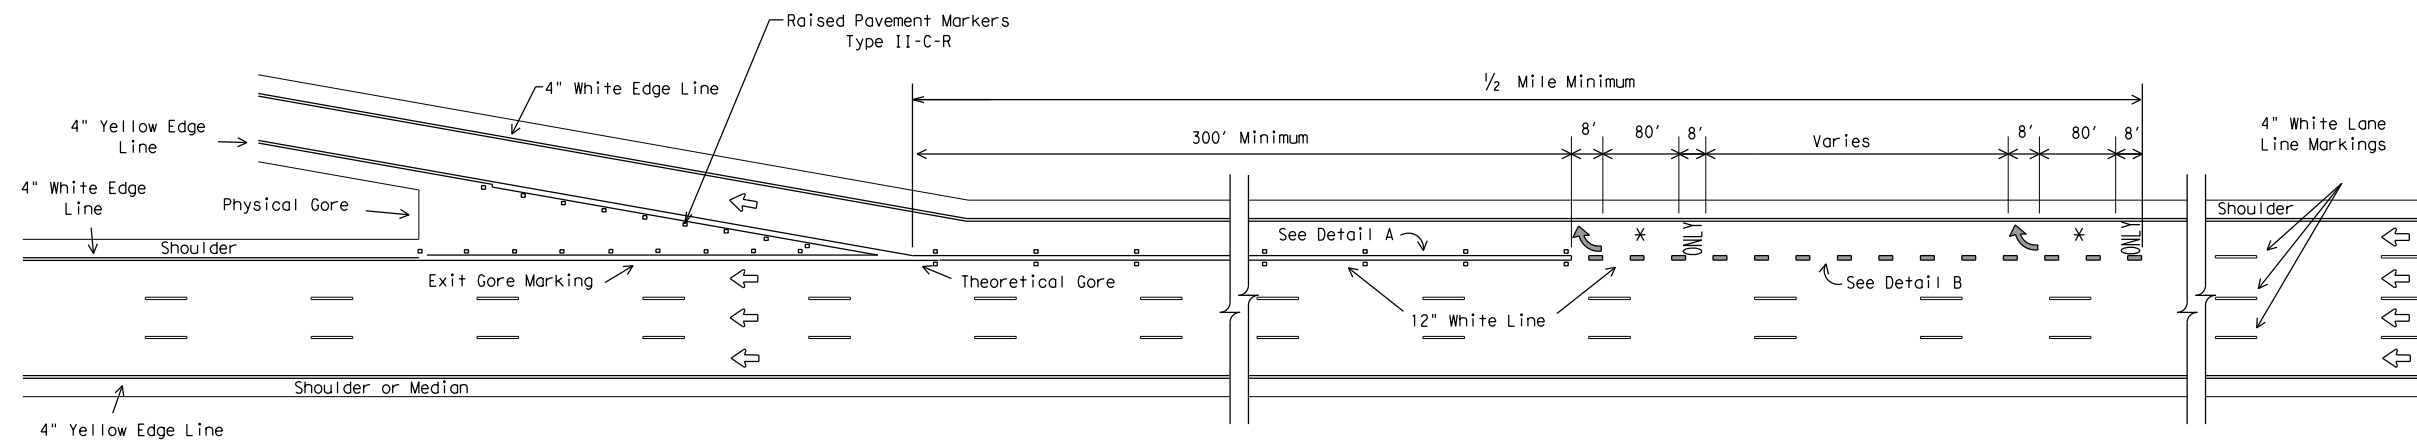 Raised Pavement Markers
Type II-C-R
4" White Edge Line
½ Mile Minimum
4" Yellow Edge
Line
300' Minimum
8'
80'
8'
Varies
8'
80'
8'
4" White Lane
Line Markings
4" White Edge
Line
Physical Gore
Shoulder
Shoulder
See Detail A
*
ONLY
*
ONLY
Exit Gore Marking
Theoretical Gore
See Detail B
12" White Line
Shoulder or Median
4" Yellow Edge Line